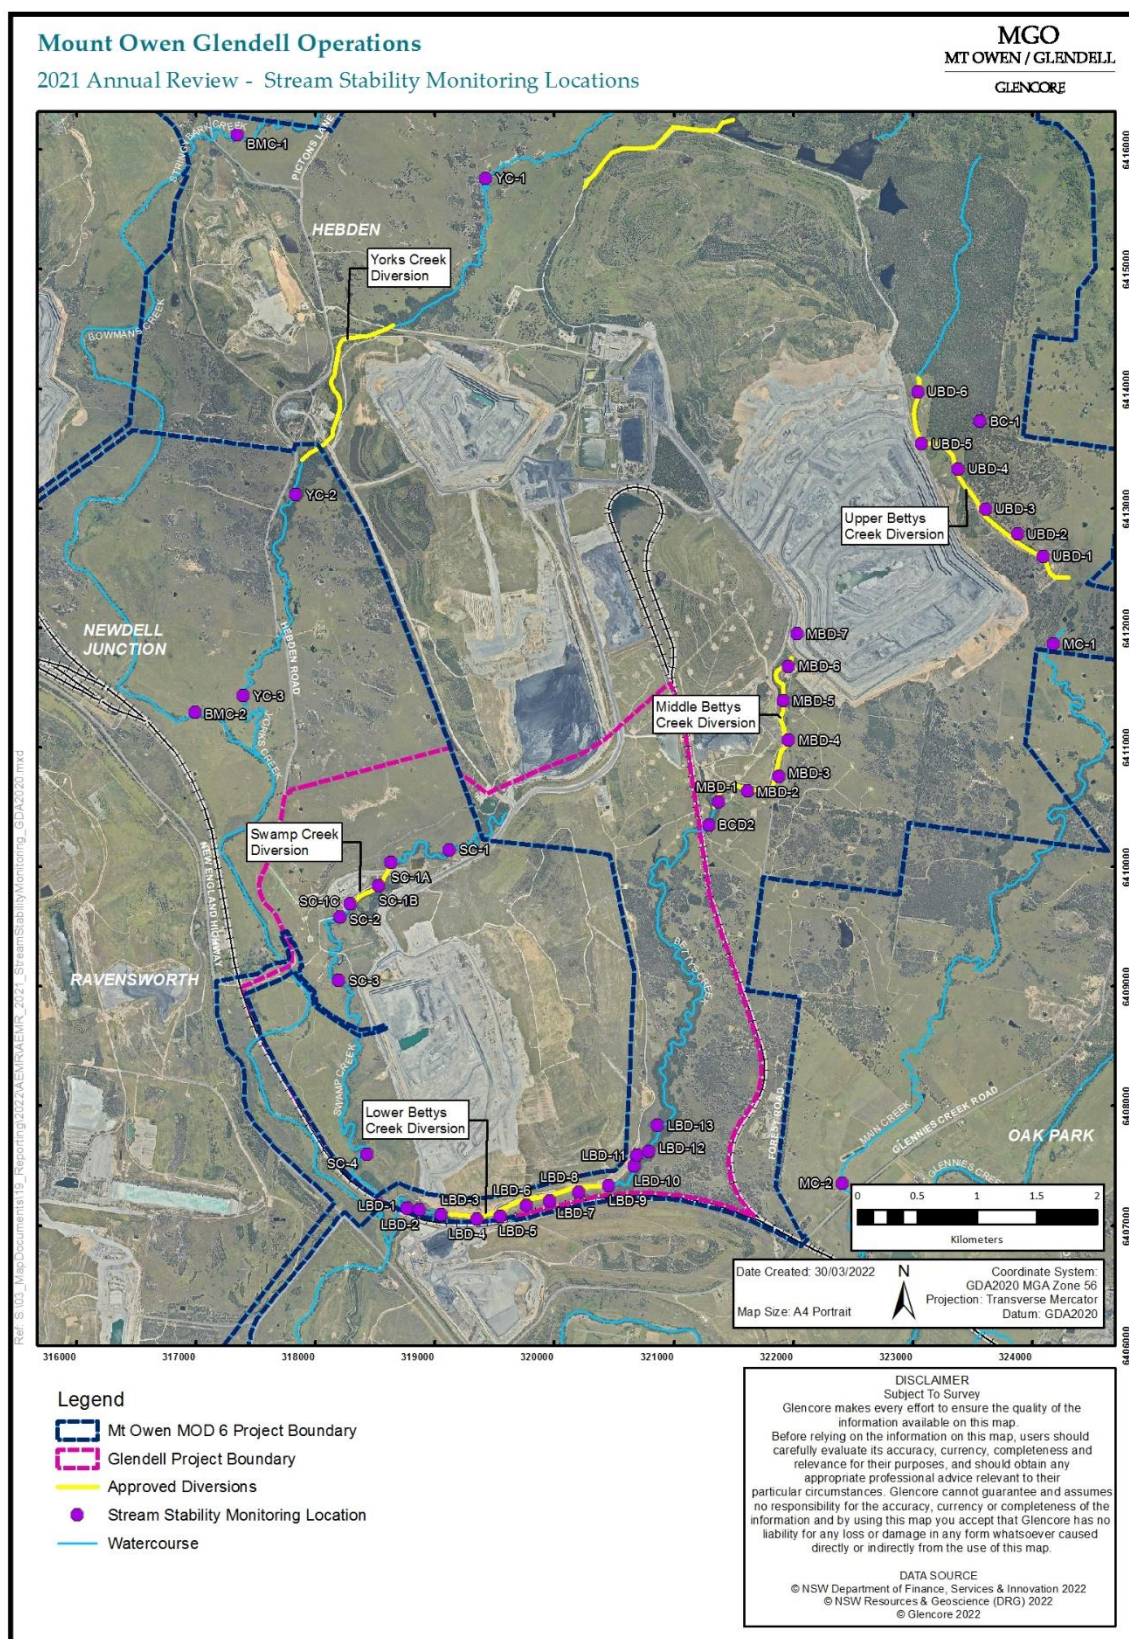 Mount Owen Glendell Operations
2021 Annual Review - Stream Stability Monitoring Locations
MGO
MT OWEN / GLENDELL
GLENCORE
STRINGYBARK CREEK
BMC-1
PICTONS LANE
YC-1
HEBDEN
Yorks Creek
Diversion
BOWMANS CREEK
UBD-6
BC-1
UBD-5
UBD-4
UBD-3
Upper Bettys
Creek Diversion
UBD-2
UBD-1
YC-2
NEWDELL
JUNCTION
HEBDEN ROAD
MBD-7
MC-1
MBD-6
YC-3
BMC-2
YORKS CREEK
Middle Bettys
Creek Diversion
MBD-5
MBD-4
MBD-3
MBD-1
MBD-2
BCD2
Swamp Creek
Diversion
SC-1
SC-1A
SC-1B
SC-1C
SC-2
NEW ENGLAND HIGHWAY
SC-3
RAVENSWORTH
BETTYS CREEK
SWAMP CREEK
Lower Bettys
Creek Diversion
LBD-13
LBD-12
LBD-11
LBD-10
SC-4
FOREST ROAD
MAIN CREEK
GLENNIES CREEK ROAD
OAK PARK
GLENNIES CREEK
MC-2
LBD-1
LBD-2
LBD-3
LBD-4
LBD-5
LBD-6
LBD-7
LBD-8
LBD-9
0 0.5 1 2
Kilometers
Date Created: 30/03/2022
Map Size: A4 Portrait
N
Coordinate System:
GDA2020 MGA Zone 56
Projection: Transverse Mercator
Datum: GDA2020
6416000
6415000
6414000
6413000
6412000
6411000
6410000
6409000
6408000
6407000
6406000
316000 317000 318000 319000 320000 321000 322000 323000 324000
Legend
Mt Owen MOD 6 Project Boundary
Glendell Project Boundary
Approved Diversions
Stream Stability Monitoring Location
Watercourse
DISCLAIMER
Subject To Survey
Glencore makes every effort to ensure the quality of the
information available on this map.
Before relying on the information on this map, users should
carefully evaluate its accuracy, currency, completeness and
relevance for their purposes, and should obtain any
appropriate professional advice relevant to their
particular circumstances. Glencore cannot guarantee and assumes
no responsibility for the accuracy, currency or completeness of the
information and by using this map you accept that Glencore has no
liability for any loss or damage in any form whatsoever caused
directly or indirectly from the use of this map.
DATA SOURCE
© NSW Department of Finance, Services & Innovation 2022
© NSW Resources & Geoscience (DRG) 2022
© Glencore 2022
Ref: S:\03_MapDocuments\19_Reporting\2022\AEMR\AEMR_2021_StreamStabilityMonitoring_GDA2020.mxd